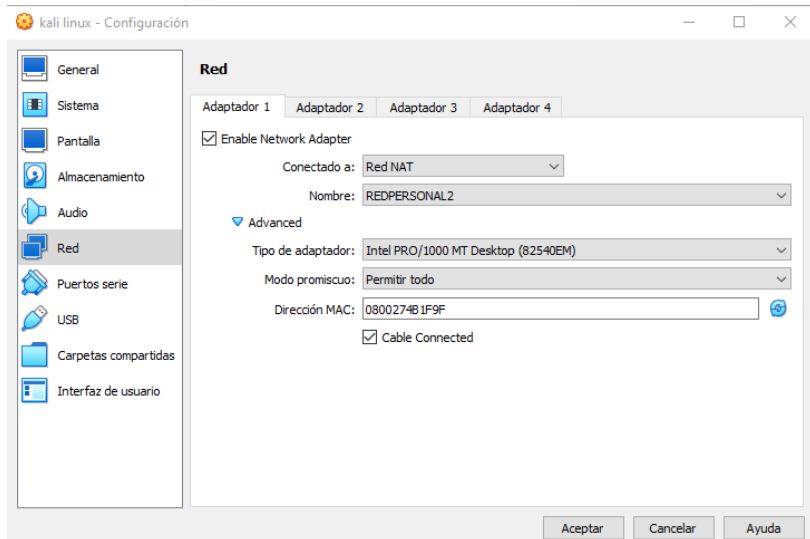 kali linux - Configuración
General
Sistema
Pantalla
Almacenamiento
Audio
Red
Puertos serie
USB
Carpetas compartidas
Interfaz de usuario
Red
Adaptador 1 Adaptador 2 Adaptador 3 Adaptador 4
Enable Network Adapter
Conectado a: Red NAT
Nombre: REDPERSONAL2
Advanced
Tipo de adaptador: Intel PRO/1000 MT Desktop (82540EM)
Modo promiscuo: Permitir todo
Dirección MAC: 0800274B1F9F
Cable Connected
Aceptar Cancelar Ayuda